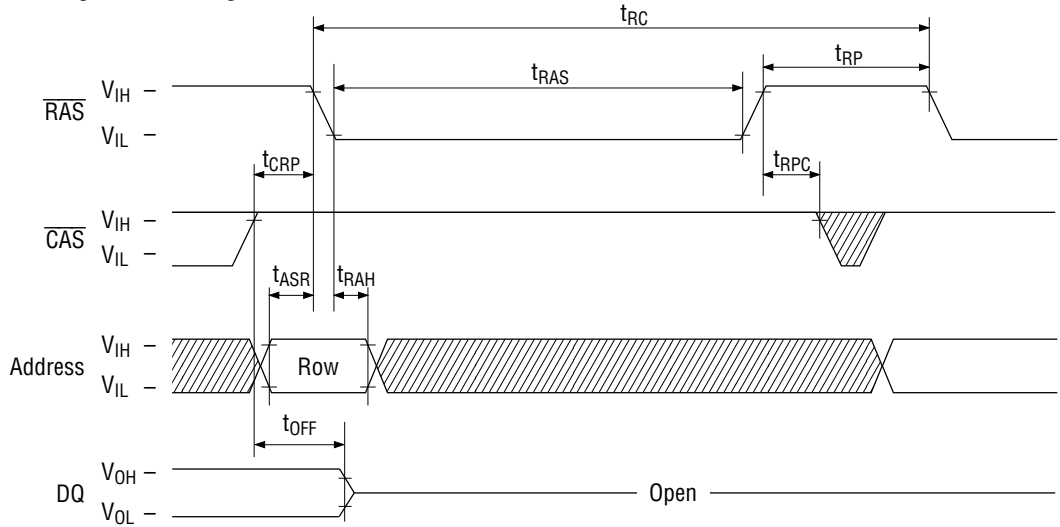 tRC
tRP
tRAS
RAS
VIH
VIL
tCRP
tRPC
CAS
VIH
VIL
tASR
tRAH
Address
VIH
VIL
Row
tOFF
DQ
VOH
VOL
Open